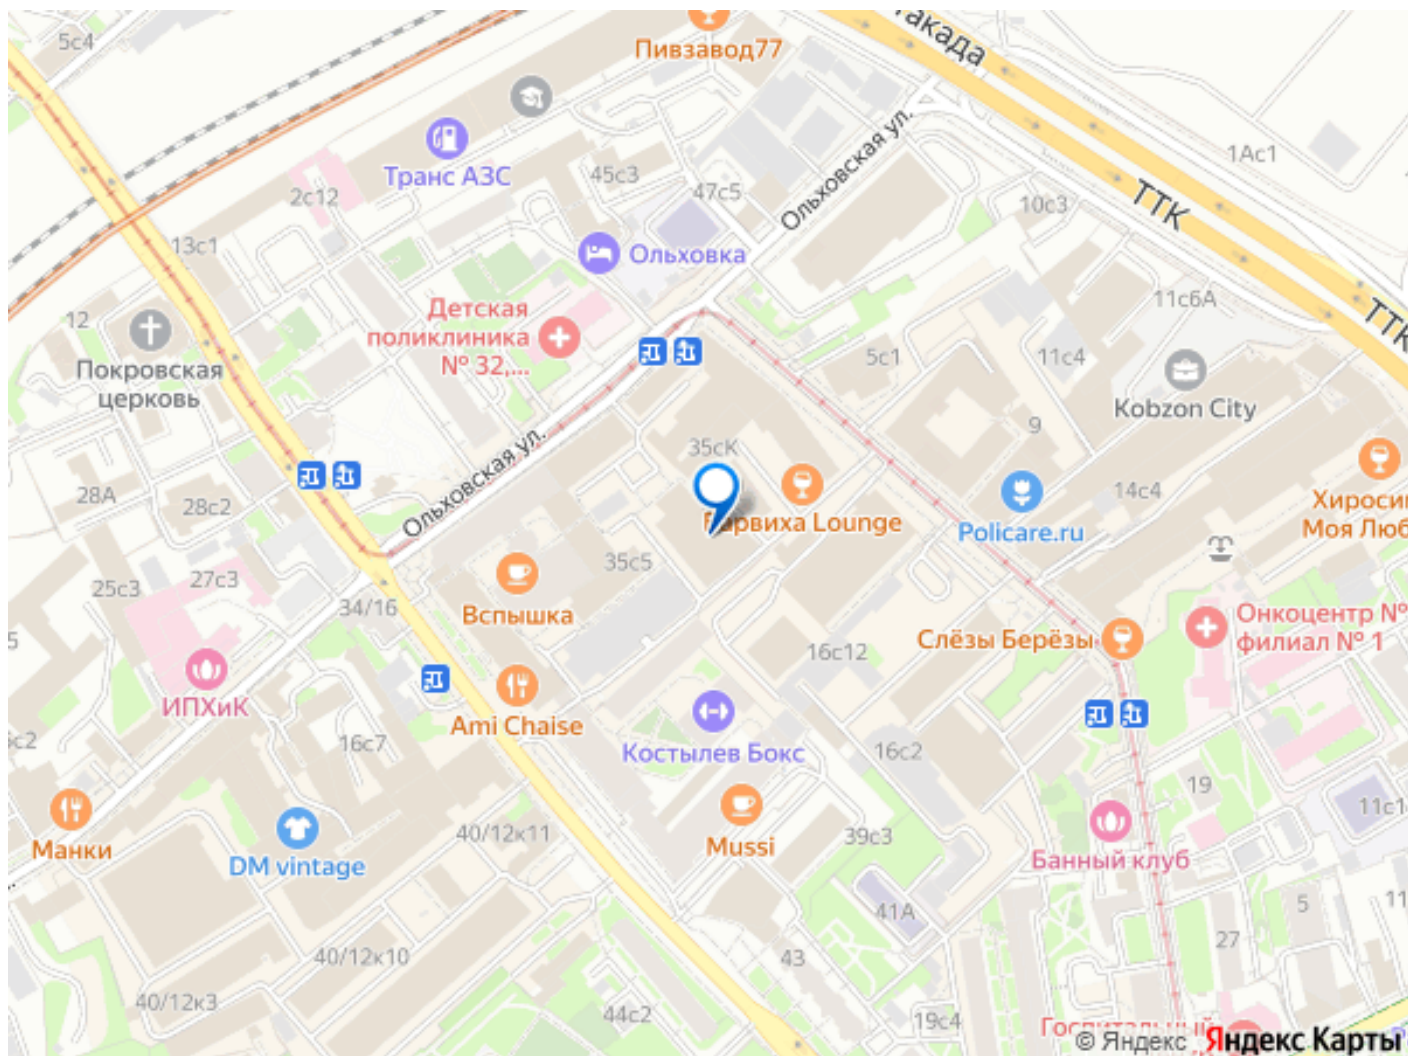 5с4
Пивзавод77
такада
Транс АЗС
2с12
45с3
47с5
Ольховская ул.
1Ас1
ТТК
10с3
13с1
Ольховка
11с6А
ТТК
12
Покровская
церковь
Детская
поликлиника
№ 32,...
5с1
11с4
Kobzon City
9
35сК
Ольховская ул.
28А
28с2
Lounge
Policare.ru
14с4
Хироси
Моя Люб
25с3
27с3
34/16
35с5
Вспышка
ИПХиК
Ami Chaise
16с12
Слёзы Берёзы
Онкоцентр №
филиал № 1
16с7
Костылев Бокс
16с2
19
11с1
Манки
DM vintage
40/12к11
Mussi
39с3
Банный клуб
41А
5
11
27
40/12к10
43
40/12к3
44с2
19с4
© Яндекс
Яндекс Карты